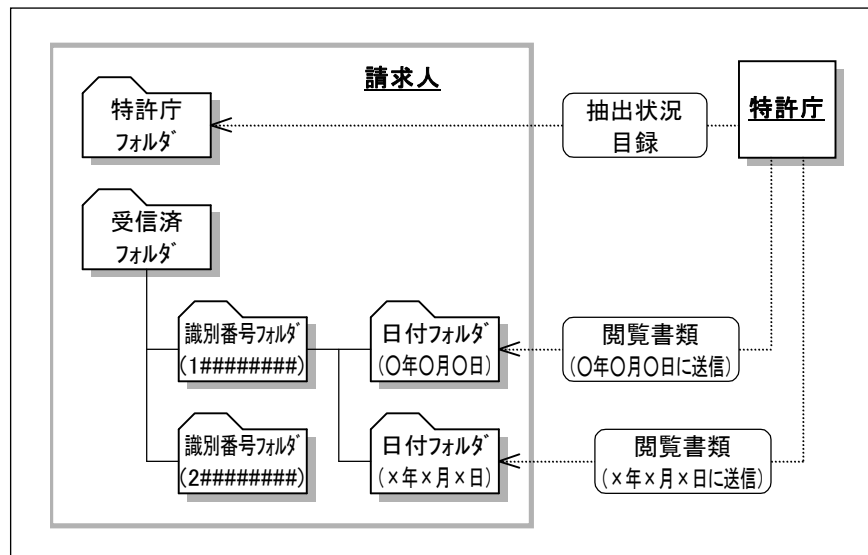 請求人
特許庁
フォルダ
抽出状況
目録
特許庁
受信済
フォルダ
識別番号フォルダ
(1########)
日付フォルダ
(○年○月○日)
閲覧書類
(○年○月○日に送信)
識別番号フォルダ
(2########)
日付フォルダ
(×年×月×日)
閲覧書類
(×年×月×日に送信)